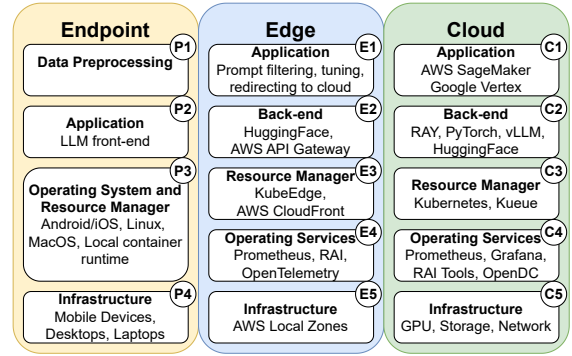 Endpoint
P1
Data Preprocessing
P2
Application
LLM front-end
P3
Operating System and
Resource Manager
Android/iOS, Linux,
MacOS, Local container
runtime
P4
Infrastructure
Mobile Devices,
Desktops, Laptops
Edge
E1
Application
Prompt filtering, tuning,
redirecting to cloud
E2
Back-end
HuggingFace,
AWS API Gateway
E3
Resource Manager
KubeEdge,
AWS CloudFront
E4
Operating Services
Prometheus, RAI,
OpenTelemetry
E5
Infrastructure
AWS Local Zones
Cloud
C1
Application
AWS SageMaker
Google Vertex
C2
Back-end
RAY, PyTorch, vLLM,
HuggingFace
C3
Resource Manager
Kubernetes, Kueue
C4
Operating Services
Prometheus, Grafana,
RAI Tools, OpenDC
C5
Infrastructure
GPU, Storage, Network